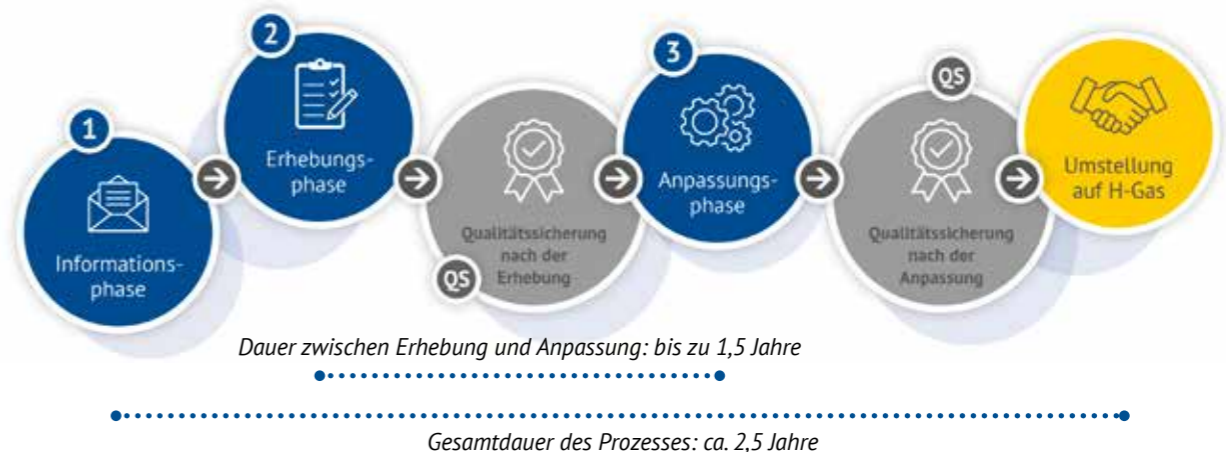 1
Informations-
phase
2
Erhebungs-
phase
Qualitätssicherung
nach der
Erhebung
QS
3
Anpassungs-
phase
QS
Qualitätssicherung
nach der
Anpassung
Umstellung
auf H-Gas
Dauer zwischen Erhebung und Anpassung: bis zu 1,5 Jahre
Gesamtdauer des Prozesses: ca. 2,5 Jahre